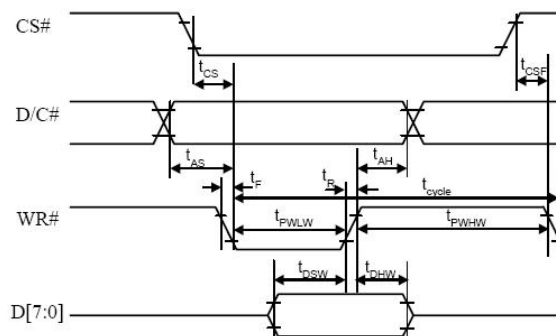 CS#
tCS
tCSF
D/C#
tAS
tAH
tF
tR
tcycle
WR#
tPWLW
tPWHW
tDSW
tDHW
D[7:0]